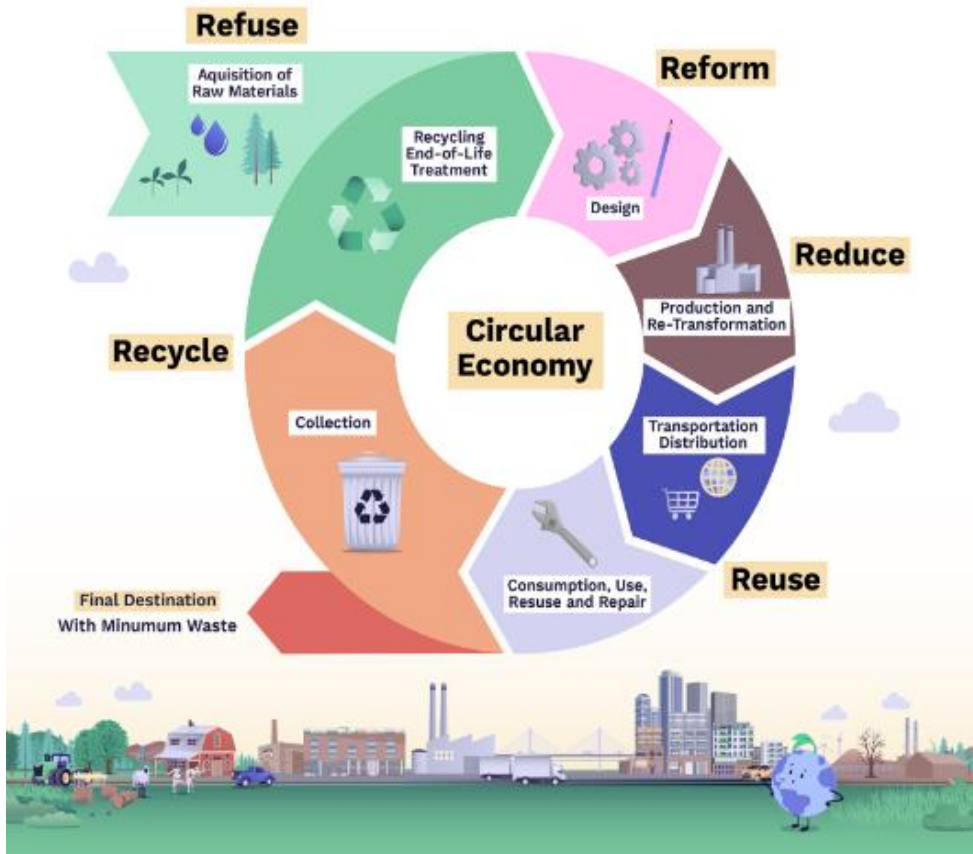 Refuse
Aquisition of
Raw Materials
Recycling
End-of-Life
Treatment
Reform
Design
Reduce
Production and
Re-Transformation
Circular
Economy
Recycle
Collection
Transportation
Distribution
Reuse
Consumption, Use,
Resuse and Repair
Final Destination
With Minumum Waste